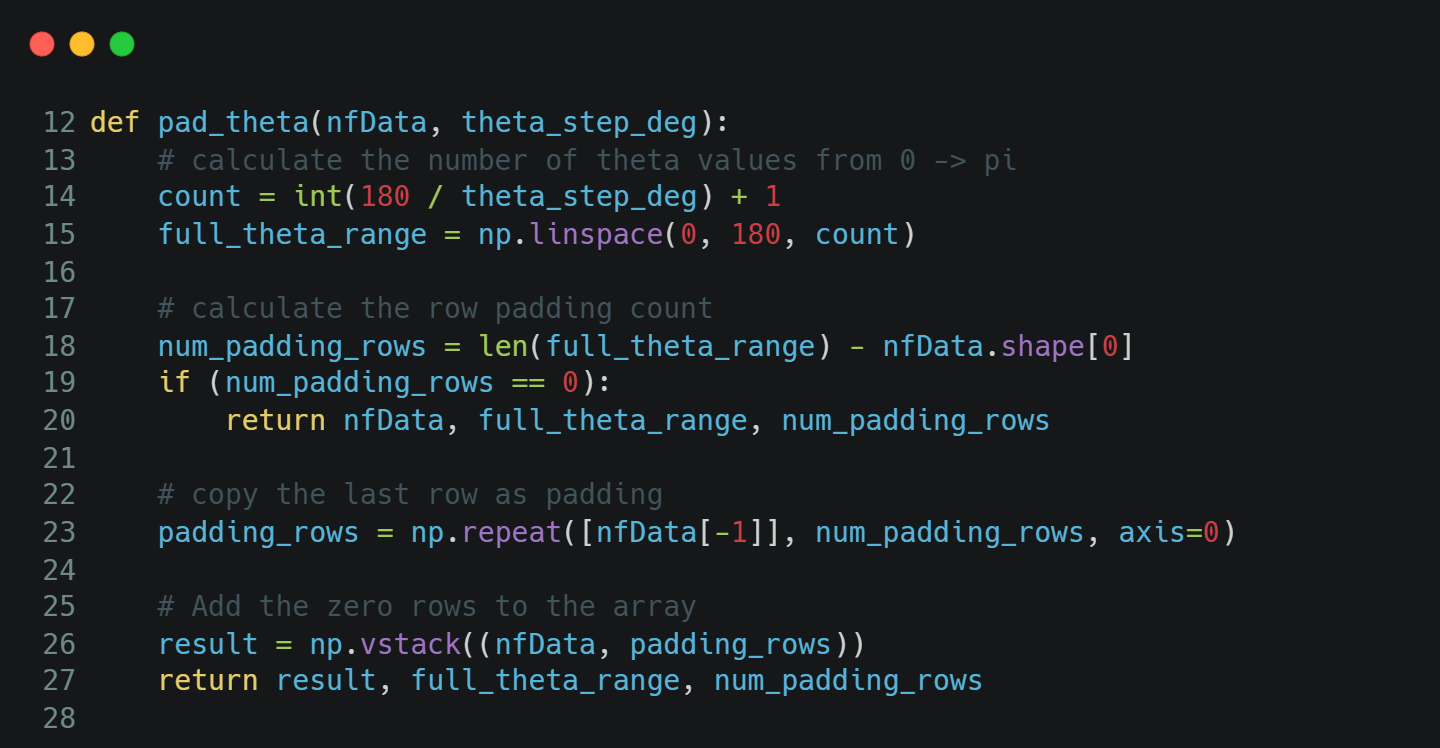 12 def pad_theta(nfData, theta_step_deg):
13     # calculate the number of theta values from 0 -> pi
14     count = int(180 / theta_step_deg) + 1
15     full_theta_range = np.linspace(0, 180, count)
16
17     # calculate the row padding count
18     num_padding_rows = len(full_theta_range) - nfData.shape[0]
19     if (num_padding_rows == 0):
20         return nfData, full_theta_range, num_padding_rows
21
22     # copy the last row as padding
23     padding_rows = np.repeat([nfData[-1]], num_padding_rows, axis=0)
24
25     # Add the zero rows to the array
26     result = np.vstack((nfData, padding_rows))
27     return result, full_theta_range, num_padding_rows
28